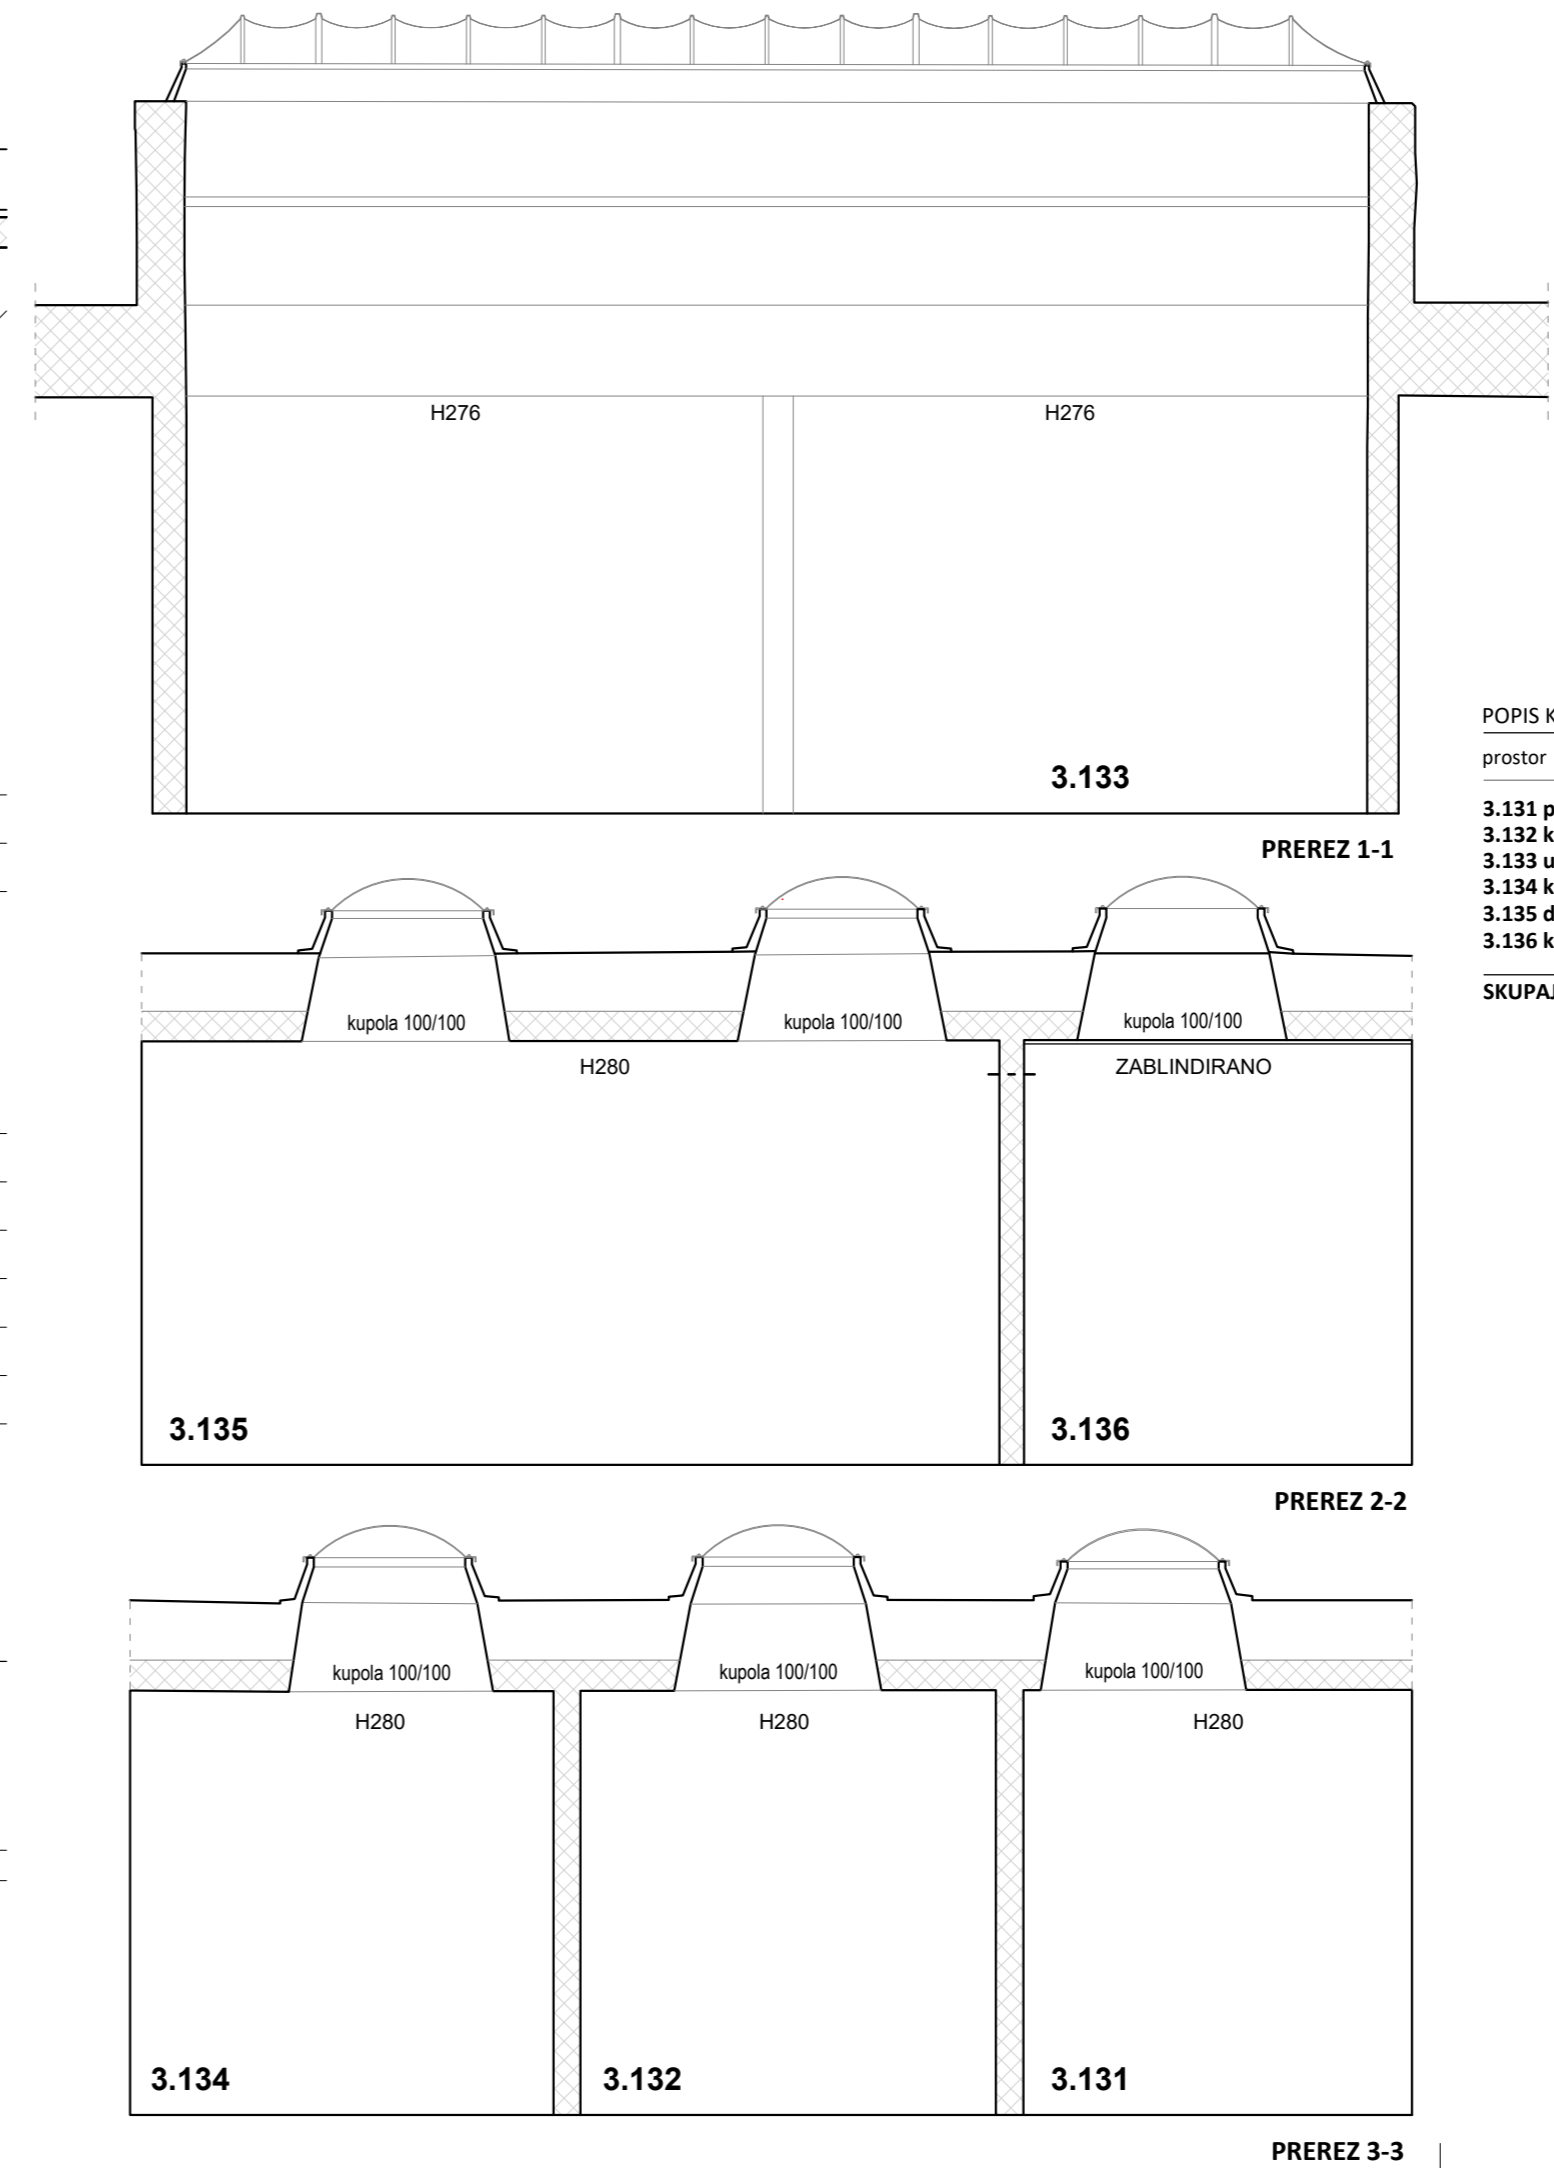 H276 H276
3.133
PREREZ 1-1
kupola 100/100 kupola 100/100 kupola 100/100
H280 ZABLINDIRANO
3.135 3.136
PREREZ 2-2
kupola 100/100 kupola 100/100 kupola 100/100
H280 H280 H280
3.134 3.132 3.131
PREREZ 3-3
POPIS K
prostor
3.131 p
3.132 k
3.133 u
3.134 k
3.135 d
3.136 k
SKUPAJ